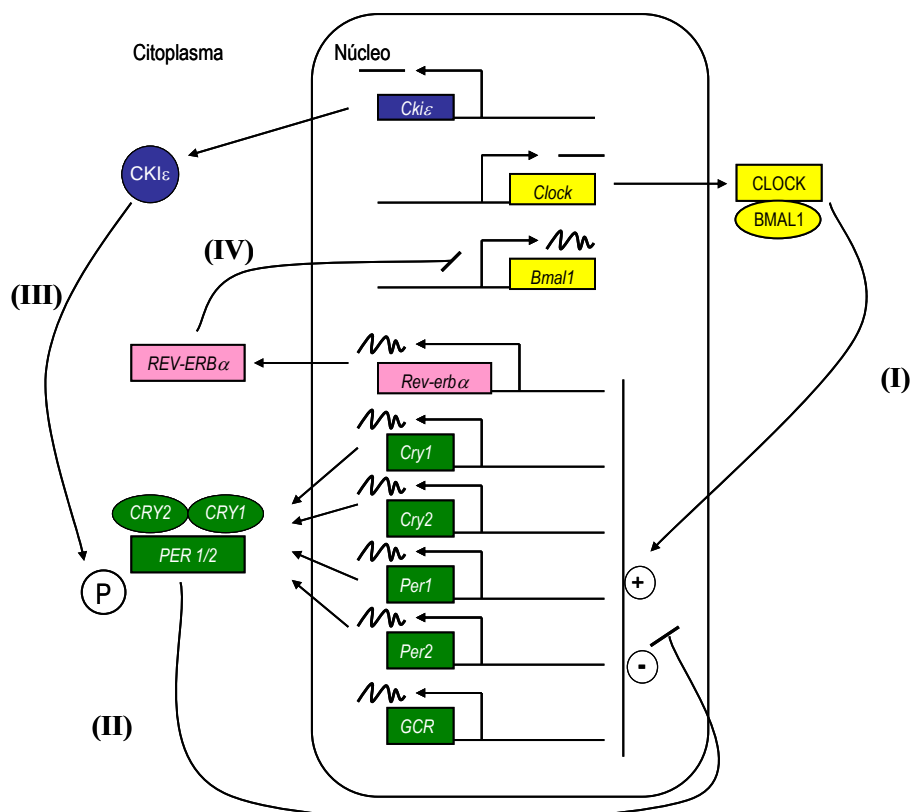 Citoplasma
Núcleo
Ckiε
CKIε
Clock
CLOCK
BMAL1
(IV)
Bmal1
(III)
REV-ERBα
Rev-erbα
(I)
Cry1
CRY2
CRY1
Cry2
PER 1/2
Per1
P
+
Per2
-
(II)
GCR